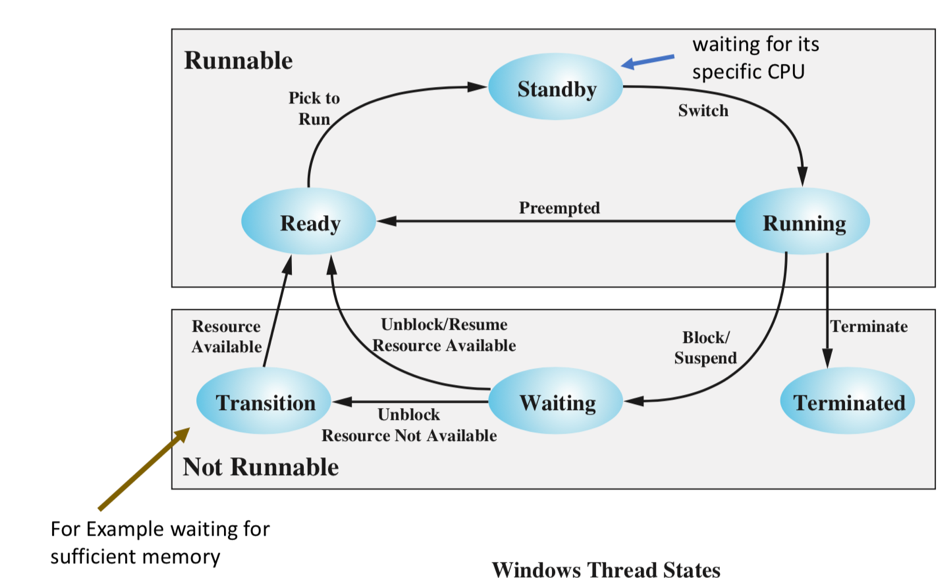 waiting for its
specific CPU
Runnable
Standby
Pick to
Run
Switch
Ready
Preempted
Running
Resource
Available
Unblock/Resume
Resource Available
Block/
Suspend
Terminate
Transition
Unblock
Resource Not Available
Waiting
Terminated
Not Runnable
For Example waiting for
sufficient memory
Windows Thread States